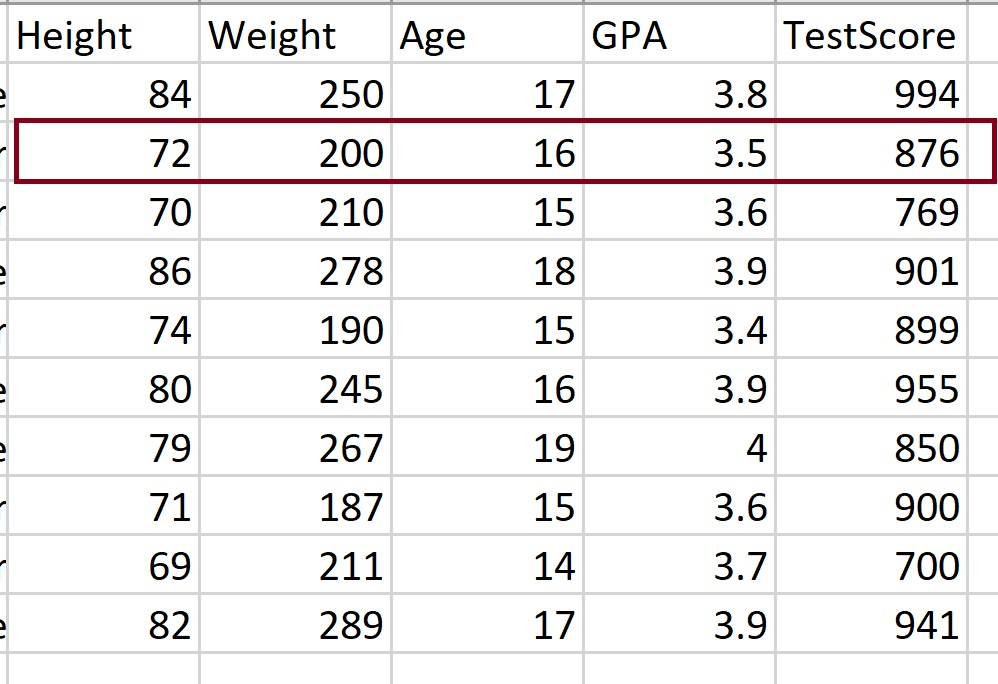 Height Weight Age GPA TestScore
84 250 17 3.8 994
72 200 16 3.5 876
70 210 15 3.6 769
86 278 18 3.9 901
74 190 15 3.4 899
80 245 16 3.9 955
79 267 19 4 850
71 187 15 3.6 900
69 211 14 3.7 700
82 289 17 3.9 941